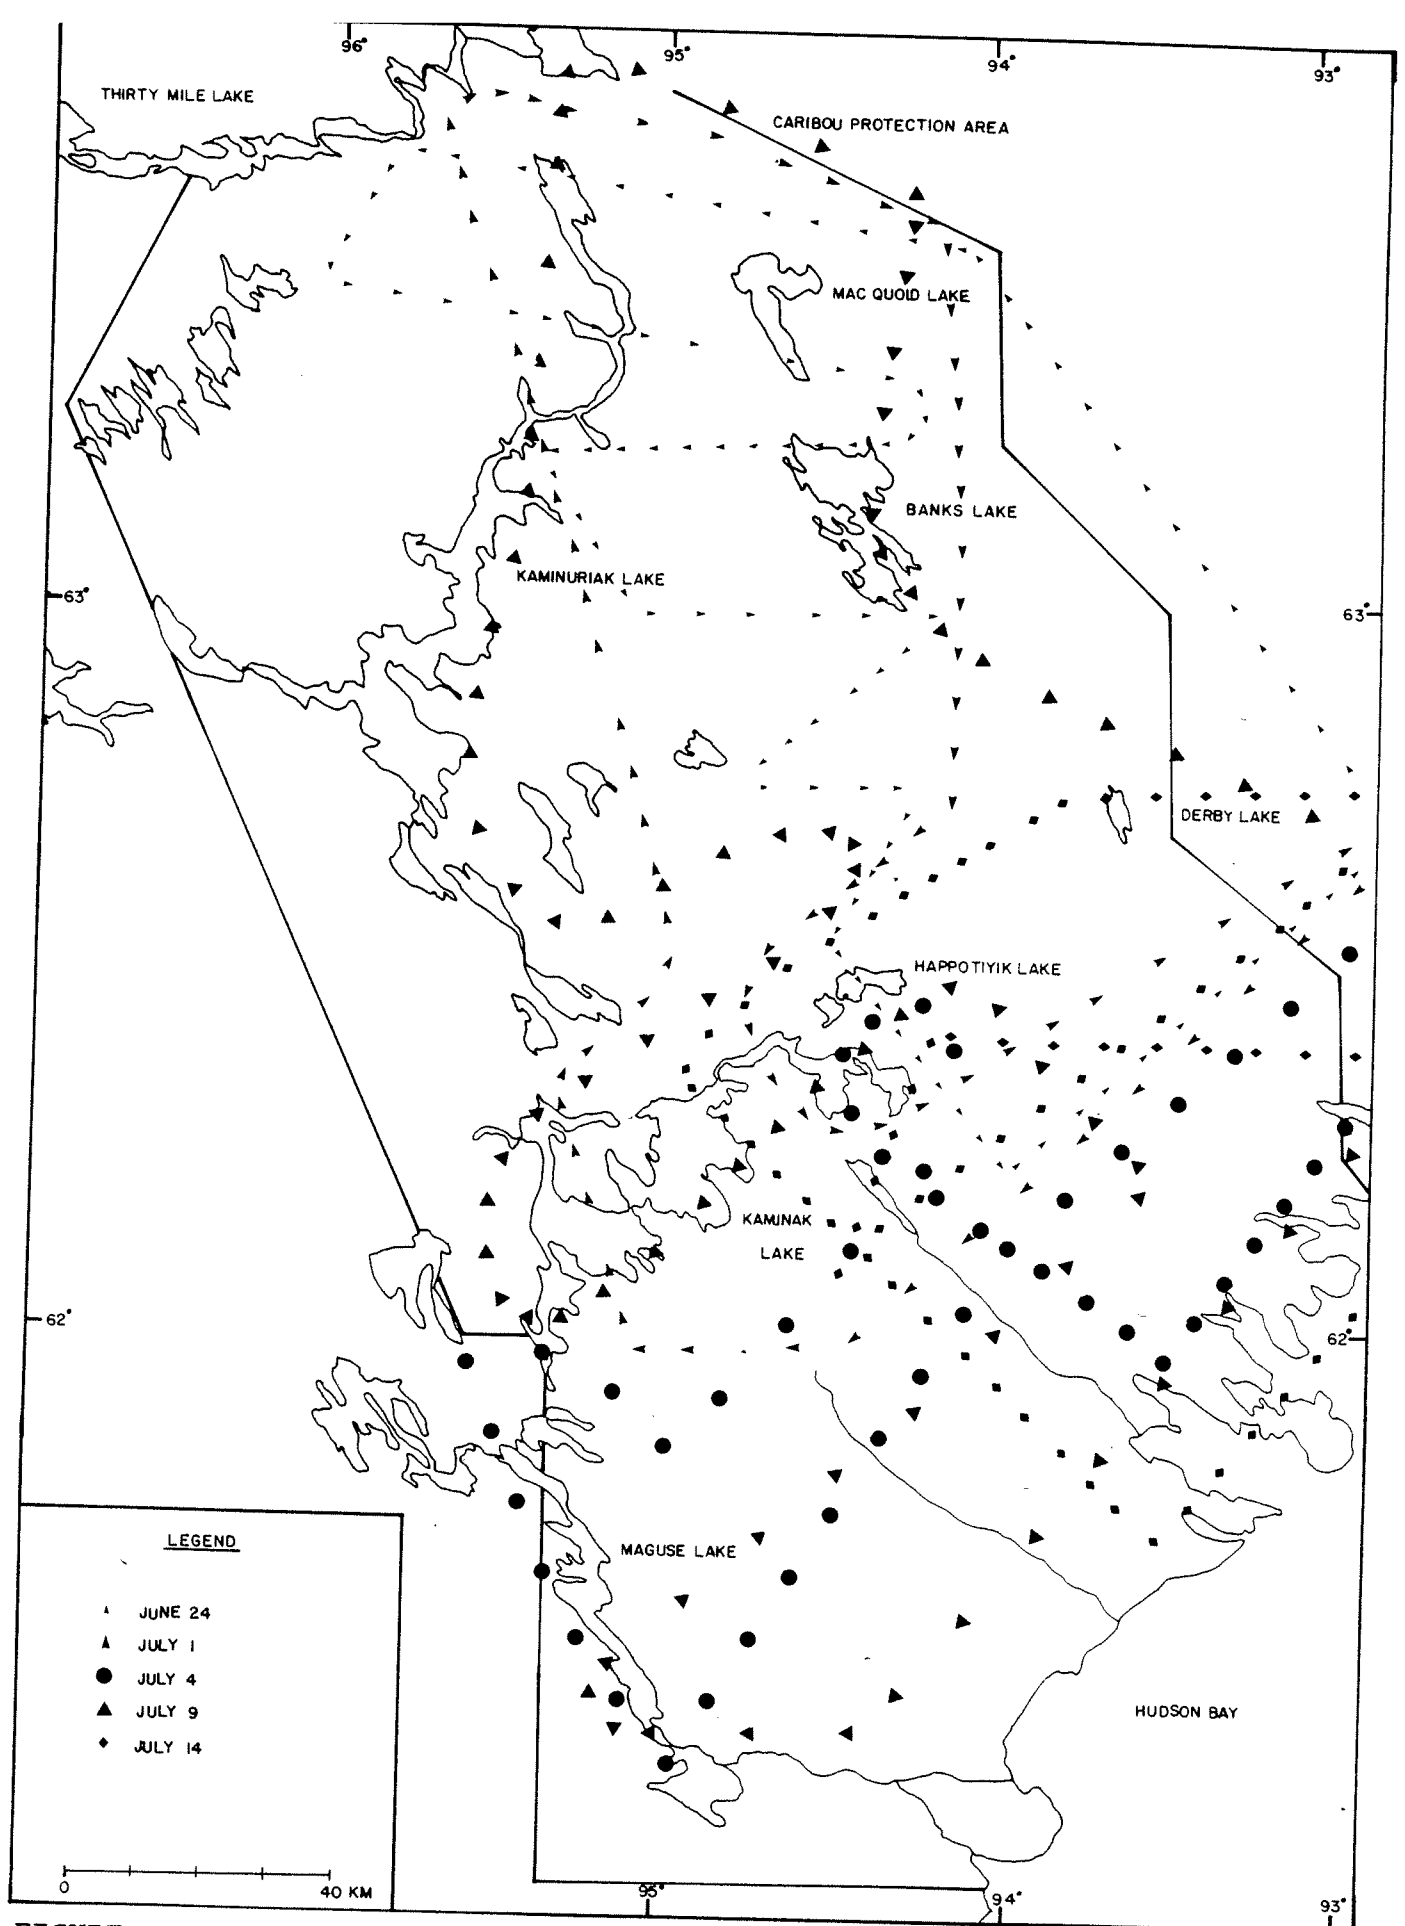 96°
95°
94°
93°
THIRTY MILE LAKE
CARIBOU PROTECTION AREA
MAC QUOID LAKE
BANKS LAKE
KAMINURIAK LAKE
63°
63°
DERBY LAKE
HAPPOTIYIK LAKE
KAMINAK
LAKE
62°
62°
MAGUSE LAKE
HUDSON BAY
LEGEND
JUNE 24
JULY 1
JULY 4
JULY 9
JULY 14
0
40 KM
95°
94°
93°